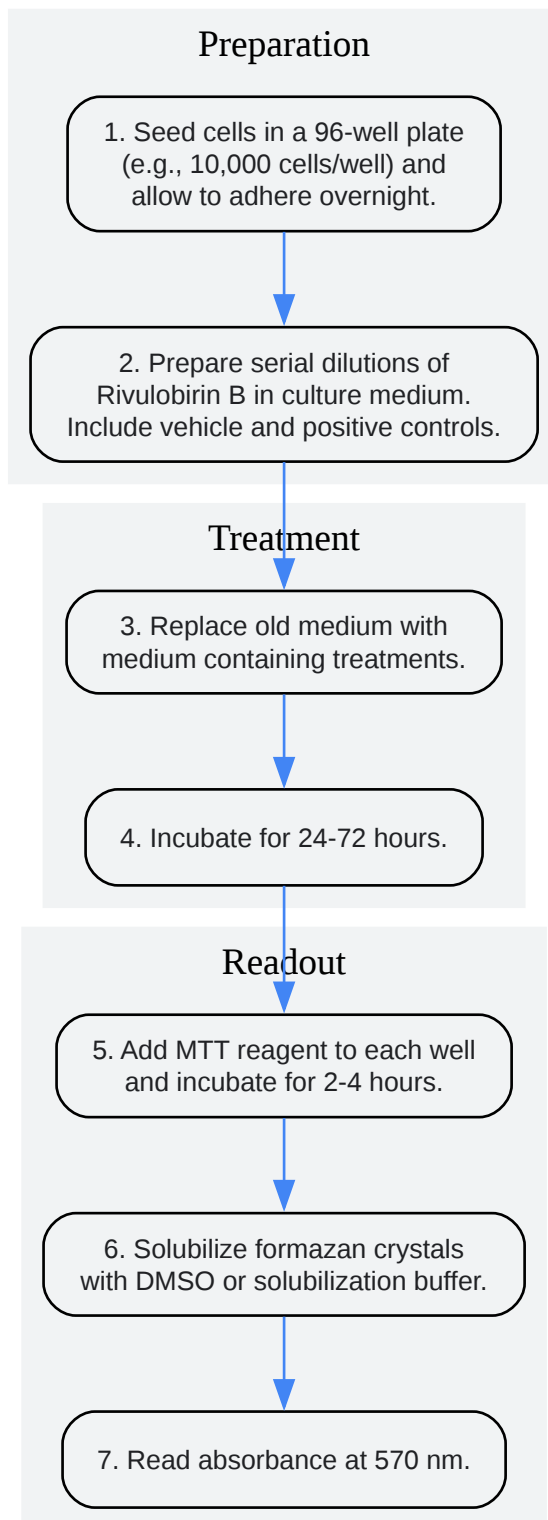 Preparation
1. Seed cells in a 96-well plate
(e.g., 10,000 cells/well) and
allow to adhere overnight.
2. Prepare serial dilutions of
Rivulobirin B in culture medium.
Include vehicle and positive controls.
Treatment
3. Replace old medium with
medium containing treatments.
4. Incubate for 24-72 hours.
Readout
5. Add MTT reagent to each well
and incubate for 2-4 hours.
6. Solubilize formazan crystals
with DMSO or solubilization buffer.
7. Read absorbance at 570 nm.